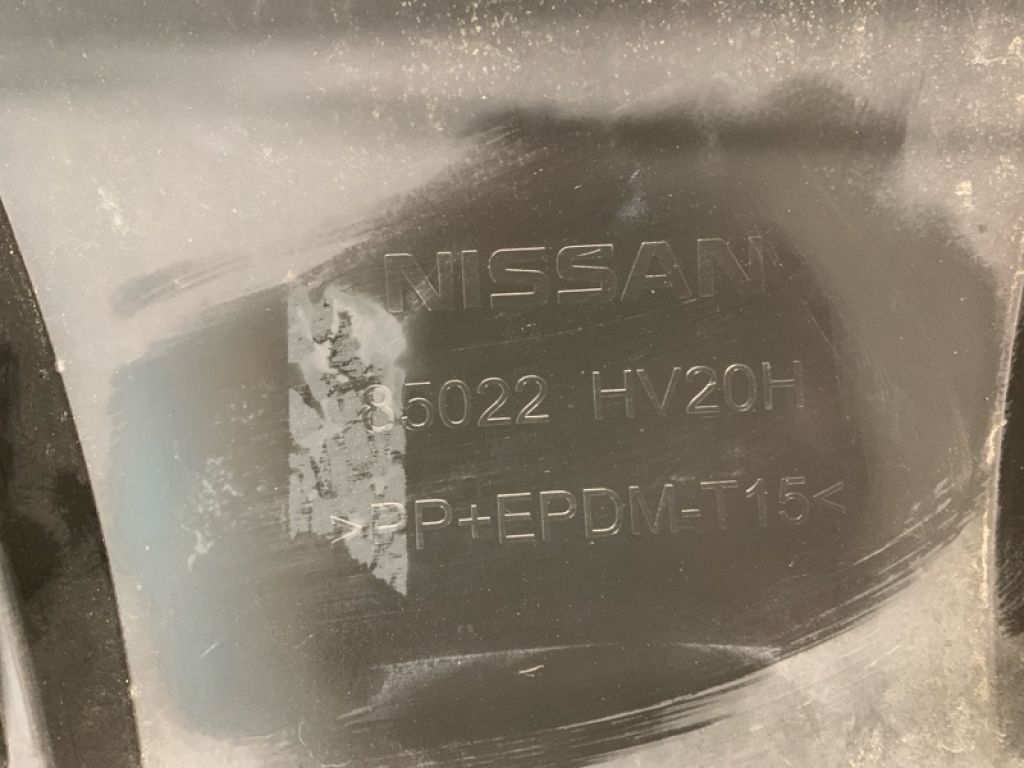 NISSAN
85022 HV20H
>PP+EPDM-T15<